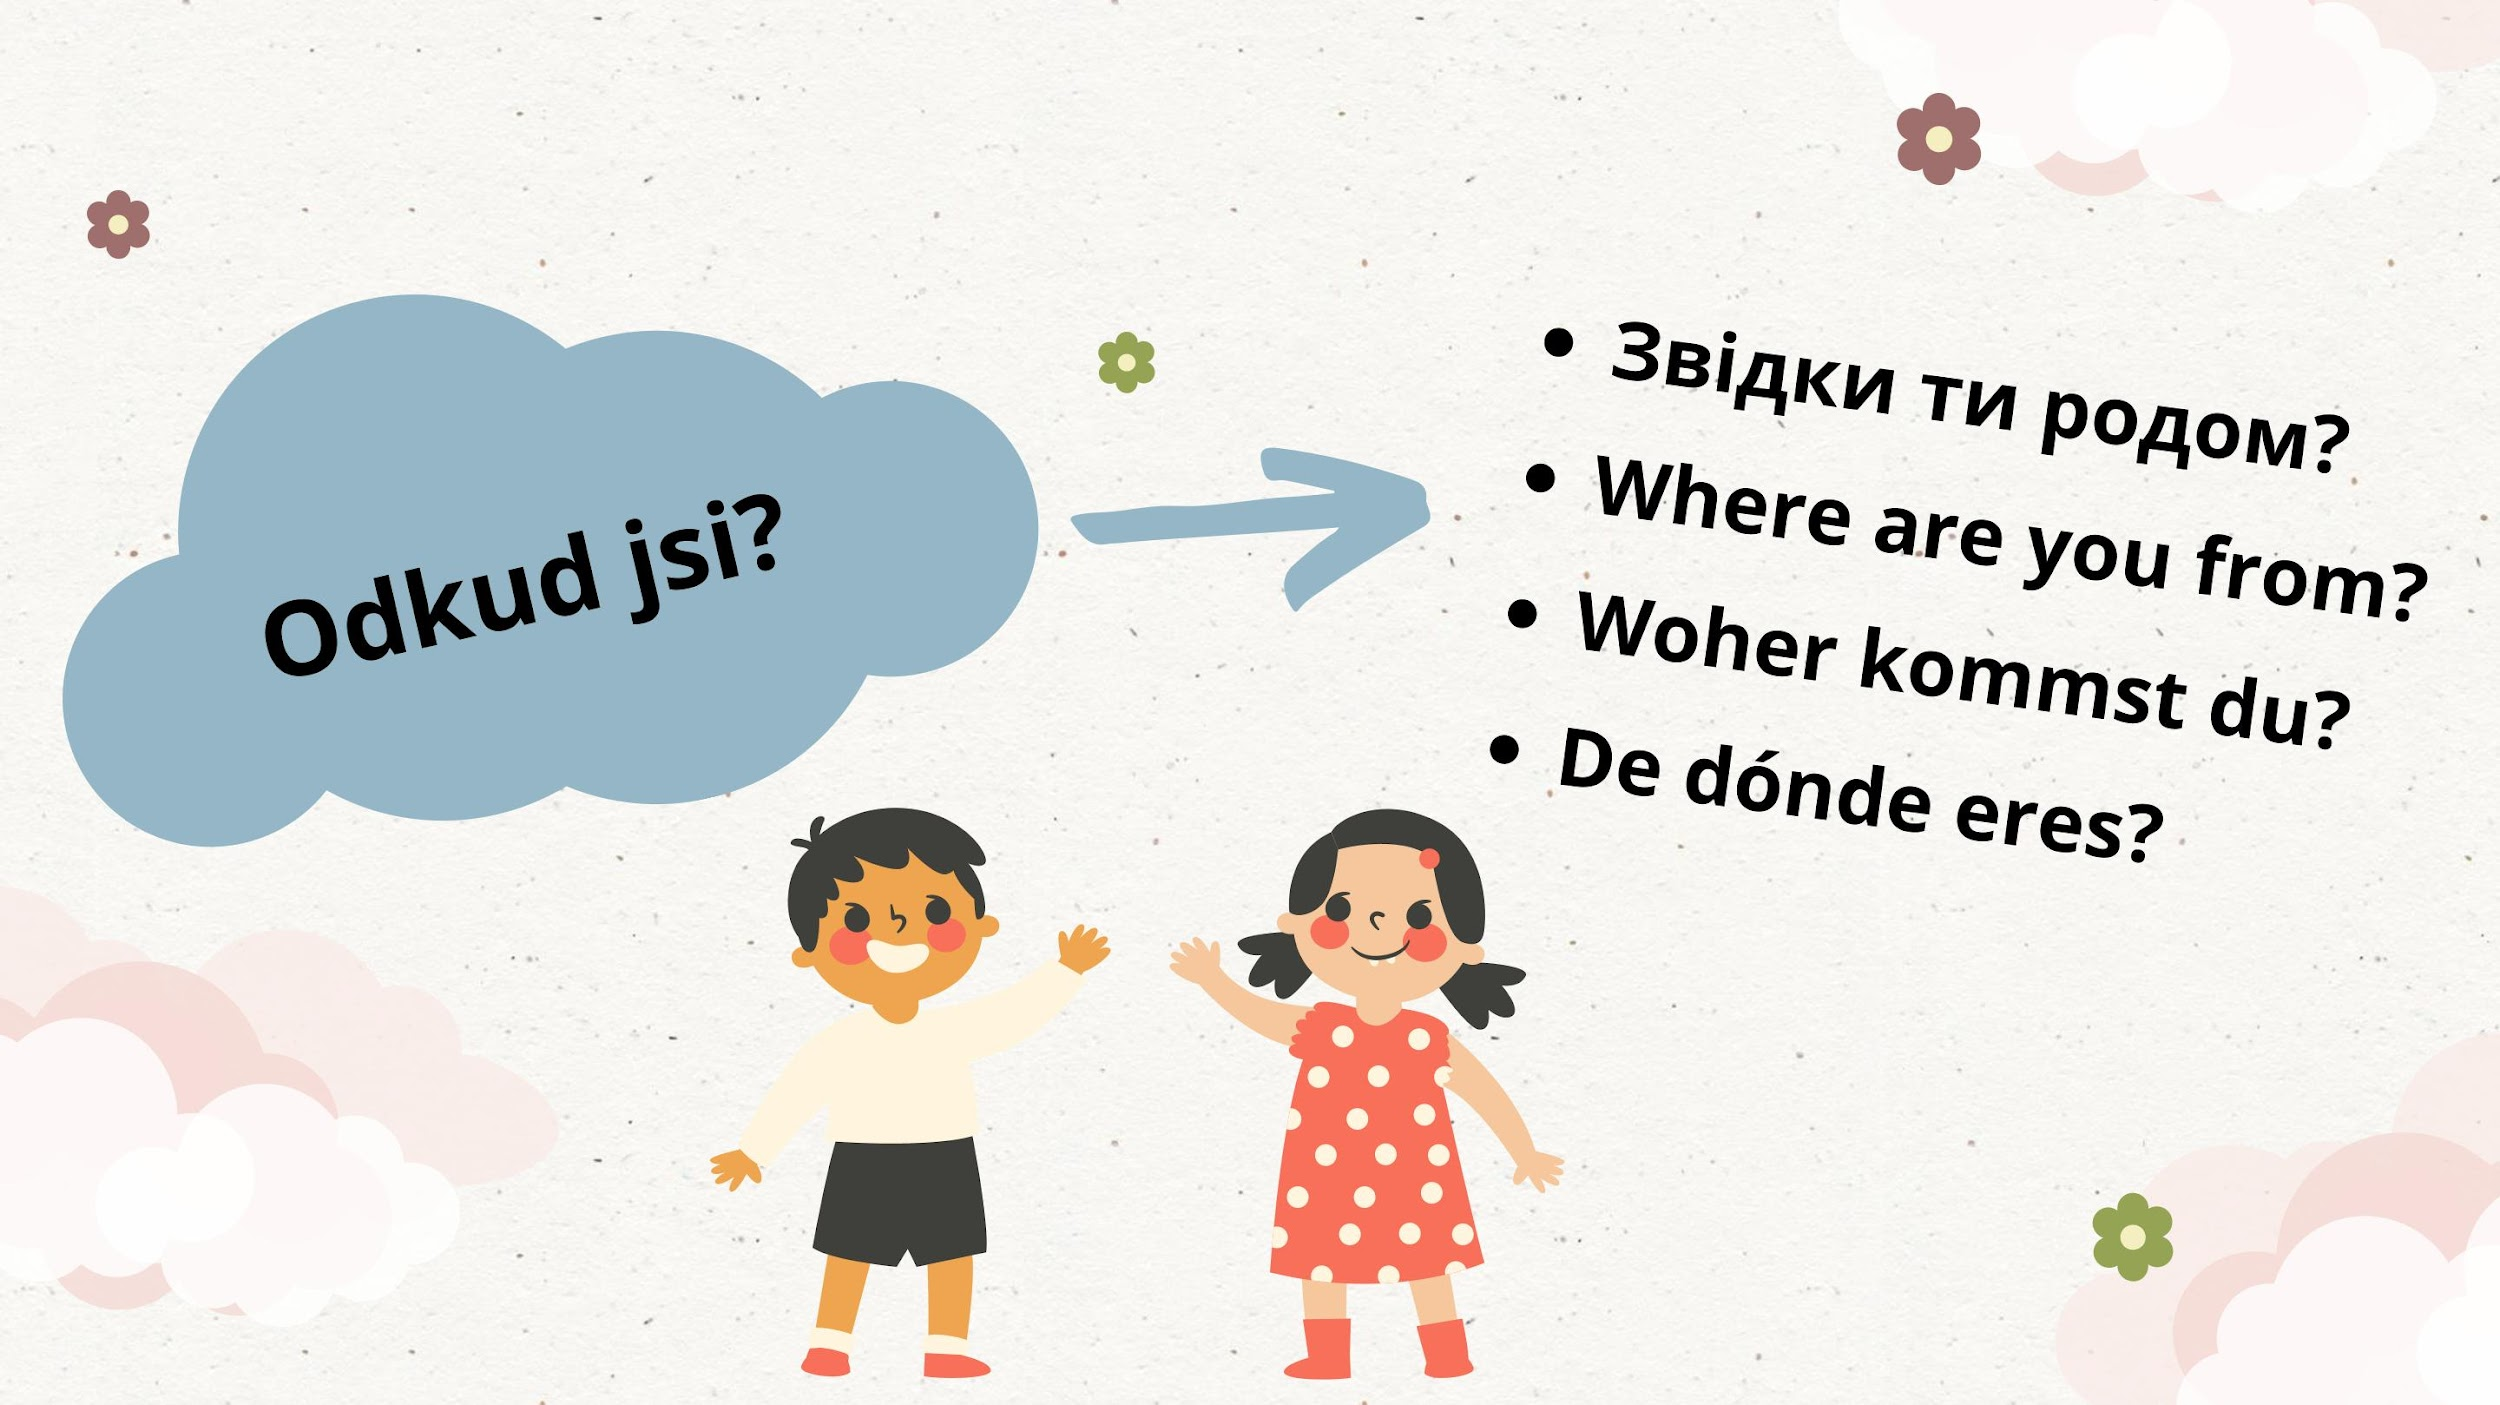 Odkud jsi?
• Звідки ти родом?
• Where are you from?
• Woher kommst du?
• De dónde eres?